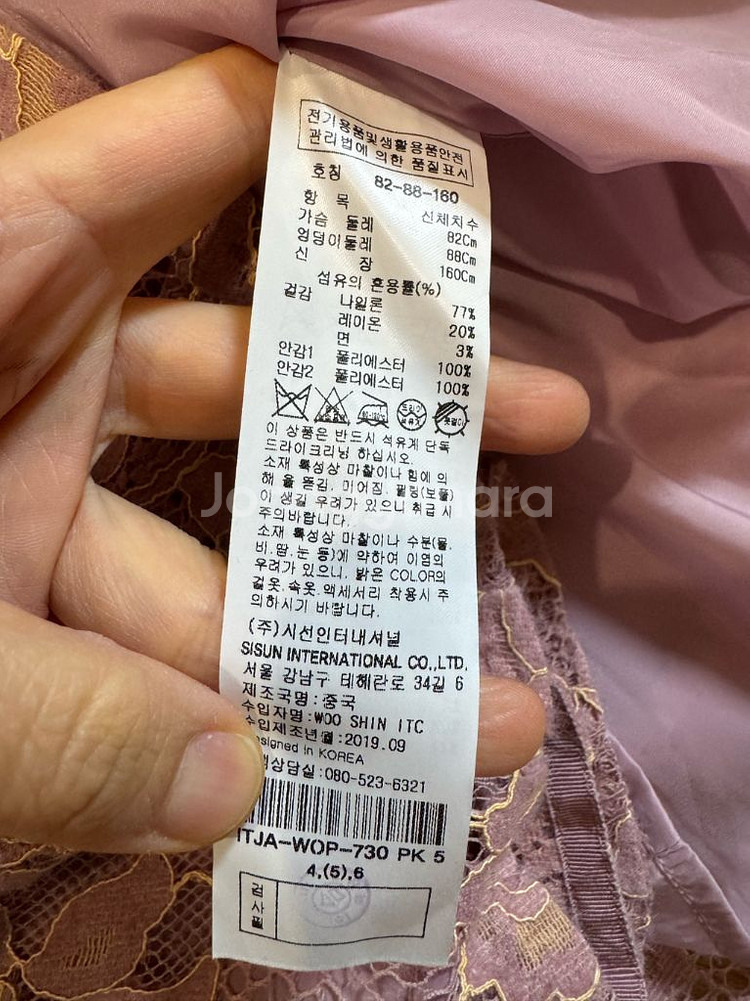 전기용품및생활용품안전
관리법에 의한 품질표시
호칭 82-88-160
항 목 신체치수
가슴 둘레 82Cm
엉덩이둘레 88Cm
신 장 160Cm
섬유의 혼용률(%)
겉감 나일론 77%
레이온 20%
면 3%
안감1 폴리에스터 100%
안감2 폴리에스터 100%
이 상품은 반드시 석유계 단독
드라이크리닝 하십시오.
소재 특성상 마찰이나 힘에 의
해 올 뜯김, 미어짐, 필링(보풀)
이 생길 우려가 있으니 취급 시
주의바랍니다.
소재 특성상 마찰이나 수분(물,
비,땀,눈 등)에 약하여 이염의
우려가 있으니, 밝은 COLOR의
겉옷,속옷,액세서리 착용시 주
의하시기 바랍니다.
(주)시선인터내셔널
SISUN INTERNATIONAL CO.,LTD.
서울 강남구 테헤란로 34길 6
제조국명:중국
수입자명:WOO SHIN ITC
수입제조년월:2019.09
esigned in KOREA
상담실:080-523-6321
ITJA-WOP-730 PK 5
4,(5),6
검사필